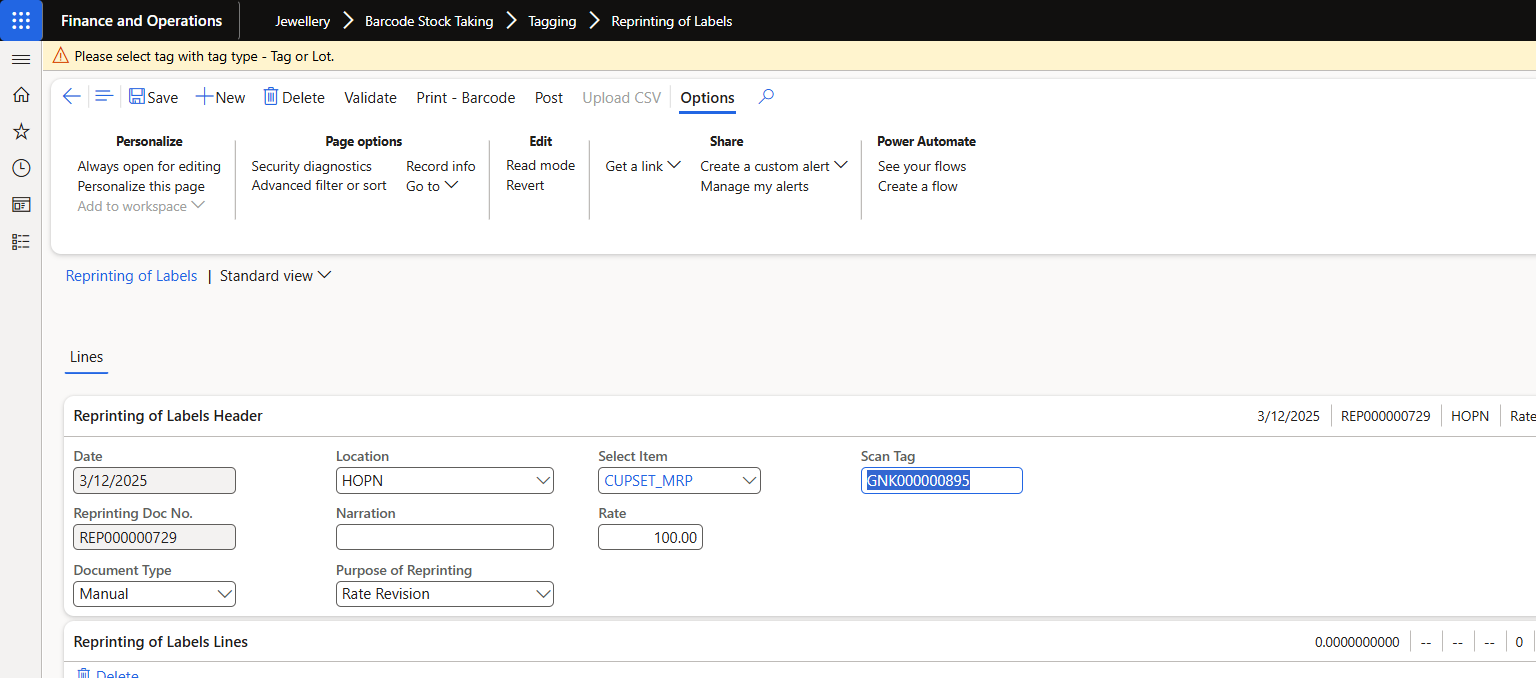 Finance and Operations
Jewellery > Barcode Stock Taking > Tagging > Reprinting of Labels
Please select tag with tag type - Tag or Lot.
Save New Delete Validate Print - Barcode Post Upload CSV Options
Personalize
Always open for editing
Personalize this page
Add to workspace
Page options
Security diagnostics
Advanced filter or sort
Record info
Go to
Edit
Read mode
Revert
Share
Get a link
Create a custom alert
Manage my alerts
Power Automate
See your flows
Create a flow
Reprinting of Labels | Standard view
Lines
Reprinting of Labels Header 3/12/2025 REP000000729 HOPN Rate
Date
3/12/2025
Reprinting Doc No.
REP000000729
Document Type
Manual
Location
HOPN
Narration
Purpose of Reprinting
Rate Revision
Select Item
CUPSET_MRP
Rate
100.00
Scan Tag
GNK000000895
Reprinting of Labels Lines 0.0000000000 -- -- -- 0
Delete